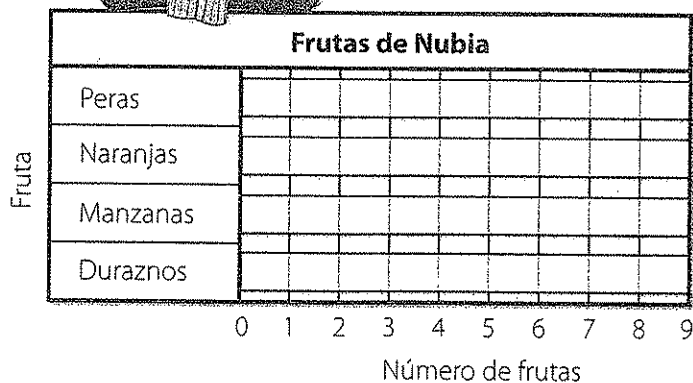 Frutas de Nubia
Fruta
Peras
Naranjas
Manzanas
Duraznos
0 1 2 3 4 5 6 7 8 9
Número de frutas